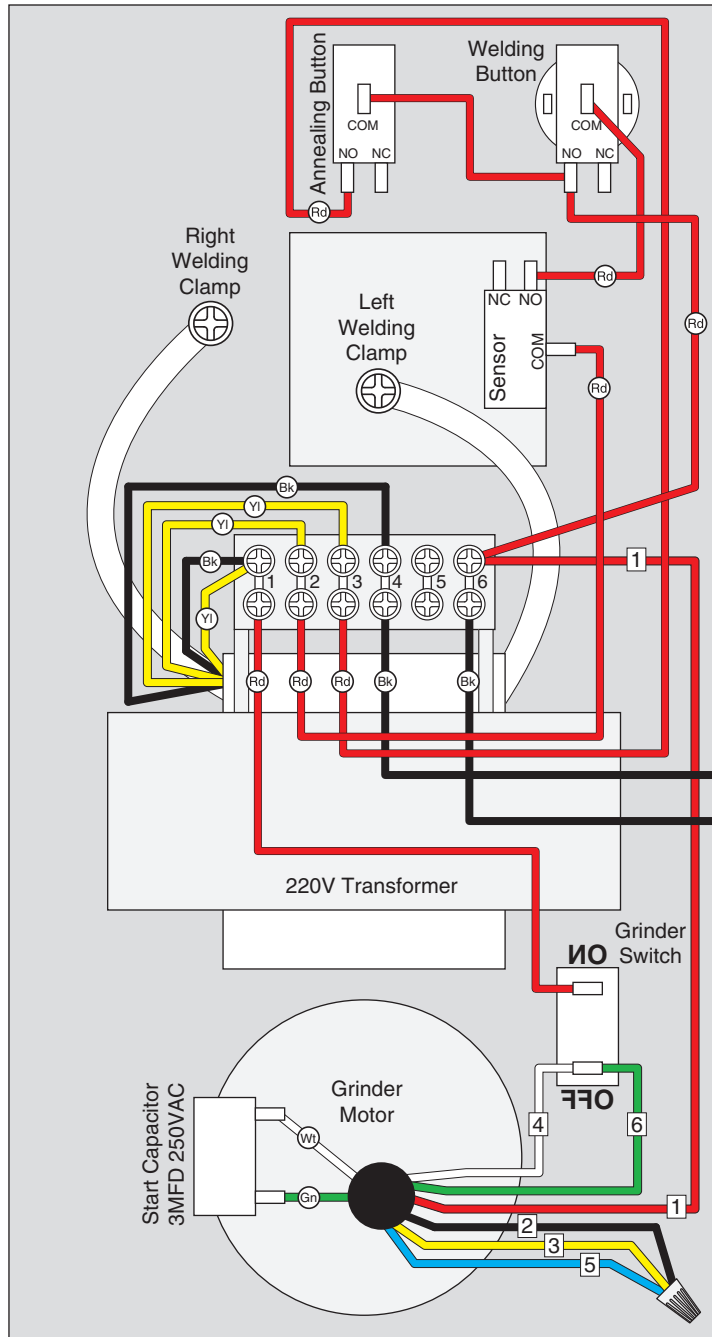 Annealing Button
COM
NO
NC
Welding
Button
COM
NO
NC
Rd
Right
Welding
Clamp
Left
Welding
Clamp
NC
NO
COM
Sensor
Rd
Rd
Rd
Bk
Yl
Yl
Bk
Yl
1
2
3
4
5
6
1
Rd
Rd
Rd
Bk
Bk
220V Transformer
Grinder
Switch
ON
OFF
Start Capacitor
3MFD 250VAC
Grinder
Motor
Wt
Gn
4
6
1
2
3
5